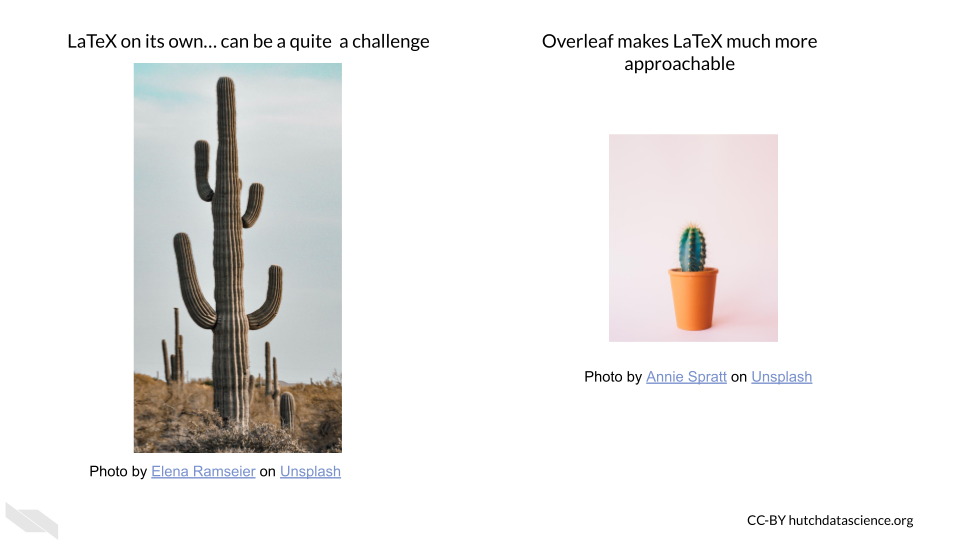 LaTeX on its own... can be a quite  a challenge
Photo by Elena Ramseier on Unsplash
Overleaf makes LaTeX much more
approachable
Photo by Annie Spratt on Unsplash
CC-BY hutchdatascience.org